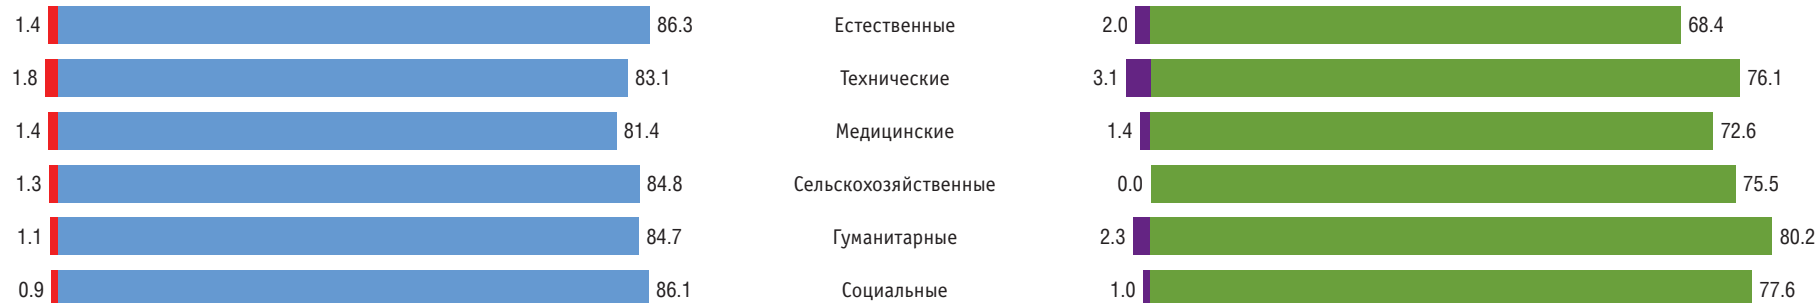 1.4 86.3 Естественные 2.0 68.4
1.8 83.1 Технические 3.1 76.1
1.4 81.4 Медицинские 1.4 72.6
1.3 84.8 Сельскохозяйственные 0.0 75.5
1.1 84.7 Гуманитарные 2.3 80.2
0.9 86.1 Социальные 1.0 77.6